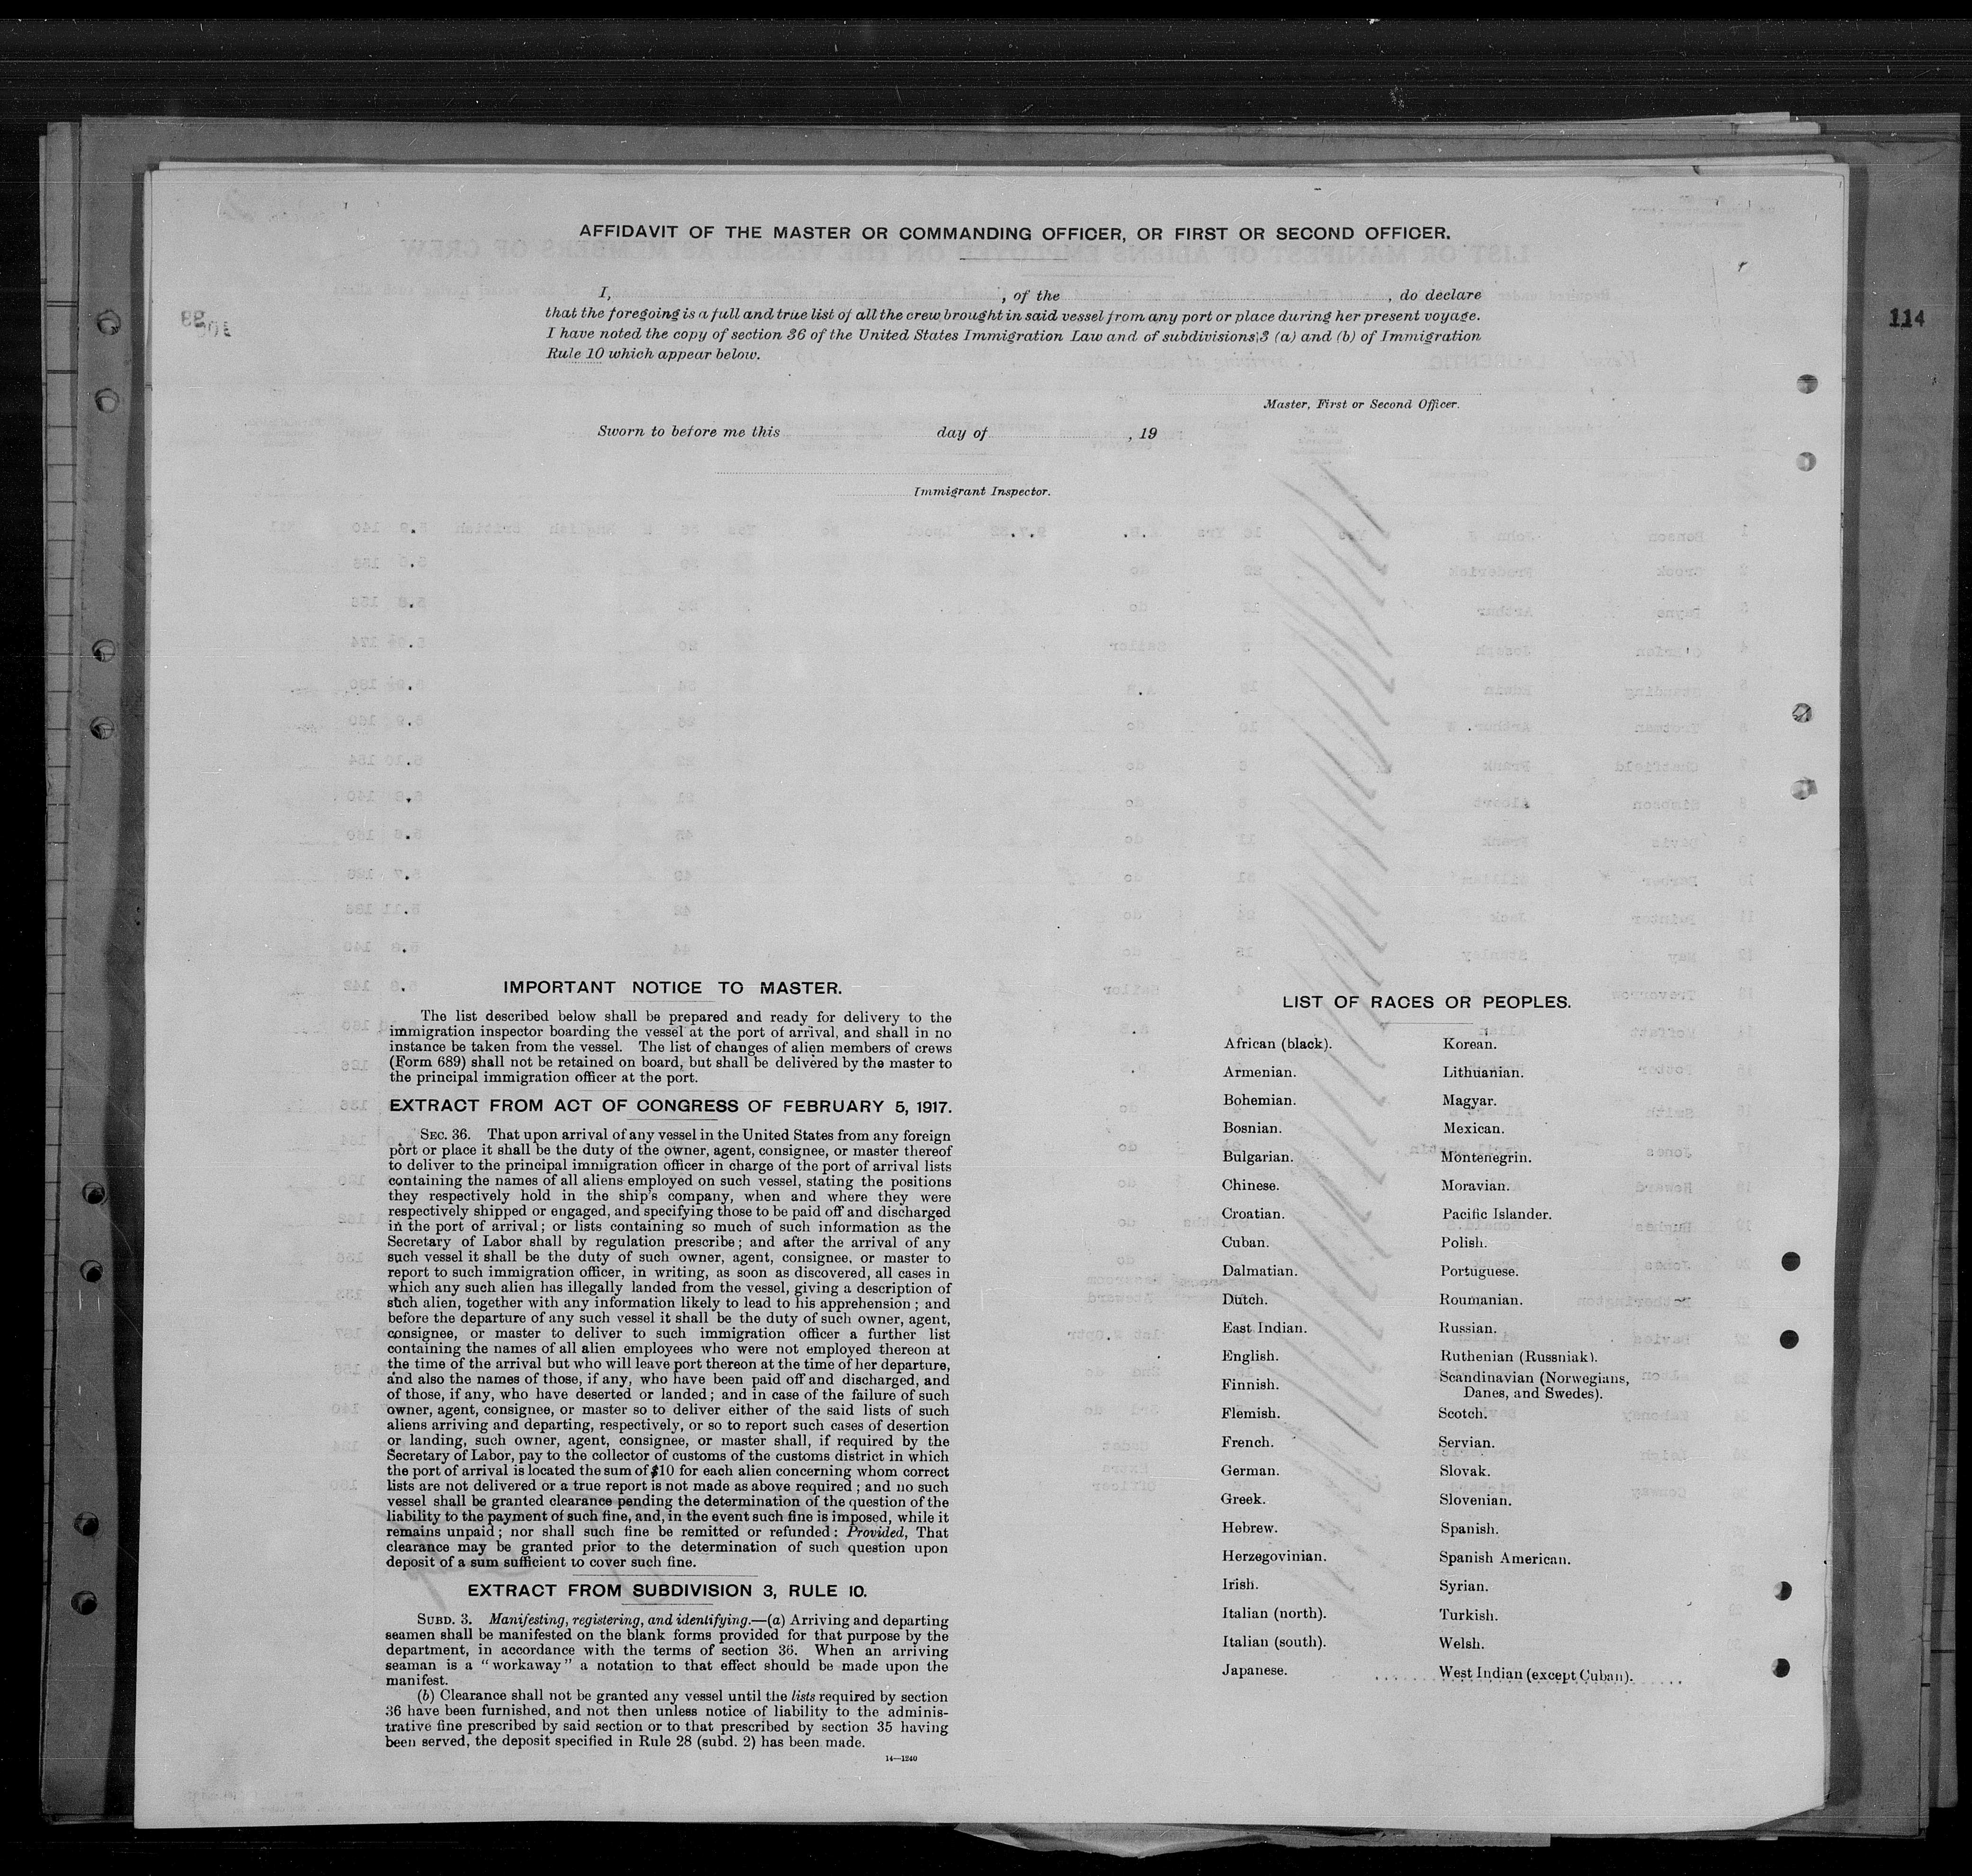 AFFIDAVIT OF THE MASTER OR COMMANDING OFFICER, OR FIRST OR SECOND OFFICER.
I, , of the , do declare
that the foregoing is a full and true list of all the crew brought in said vessel from any port or place during her present voyage.
I have noted the copy of section 36 of the United States Immigration Law and of subdivisions 3 (a) and (b) of Immigration
Rule 10 which appear below.
114
Master, First or Second Officer.
Sworn to before me this day of , 19
Immigrant Inspector.
IMPORTANT NOTICE TO MASTER.
The list described below shall be prepared and ready for delivery to the
immigration inspector boarding the vessel at the port of arrival, and shall in no
instance be taken from the vessel. The list of changes of alien members of crews
(Form 689) shall not be retained on board, but shall be delivered by the master to
the principal immigration officer at the port.
EXTRACT FROM ACT OF CONGRESS OF FEBRUARY 5, 1917.
SEC. 36. That upon arrival of any vessel in the United States from any foreign
port or place it shall be the duty of the owner, agent, consignee, or master thereof
to deliver to the principal immigration officer in charge of the port of arrival lists
containing the names of all aliens employed on such vessel, stating the positions
they respectively hold in the ship's company, when and where they were
respectively shipped or engaged, and specifying those to be paid off and discharged
in the port of arrival; or lists containing so much of such information as the
Secretary of Labor shall by regulation prescribe; and after the arrival of any
such vessel it shall be the duty of such owner, agent, consignee, or master to
report to such immigration officer, in writing, as soon as discovered, all cases in
which any such alien has illegally landed from the vessel, giving a description of
such alien, together with any information likely to lead to his apprehension; and
before the departure of any such vessel it shall be the duty of such owner, agent,
consignee, or master to deliver to such immigration officer a further list
containing the names of all alien employees who were not employed thereon at
the time of the arrival but who will leave port thereon at the time of her departure,
and also the names of those, if any, who have been paid off and discharged, and
of those, if any, who have deserted or landed; and in case of the failure of such
owner, agent, consignee, or master so to deliver either of the said lists of such
aliens arriving and departing, respectively, or so to report such cases of desertion
or landing, such owner, agent, consignee, or master shall, if required by the
Secretary of Labor, pay to the collector of customs of the customs district in which
the port of arrival is located the sum of $10 for each alien concerning whom correct
lists are not delivered or a true report is not made as above required; and no such
vessel shall be granted clearance pending the determination of the question of the
liability to the payment of such fine, and, in the event such fine is imposed, while it
remains unpaid; nor shall such fine be remitted or refunded: Provided, That
clearance may be granted prior to the determination of such question upon
deposit of a sum sufficient to cover such fine.
EXTRACT FROM SUBDIVISION 3, RULE 10.
SUBD. 3. Manifesting, registering, and identifying.—(a) Arriving and departing
seamen shall be manifested on the blank forms provided for that purpose by the
department, in accordance with the terms of section 36. When an arriving
seaman is a "workaway" a notation to that effect should be made upon the
manifest.
(b) Clearance shall not be granted any vessel until the lists required by section
36 have been furnished, and not then unless notice of liability to the adminis-
trative fine prescribed by said section or to that prescribed by section 35 having
been served, the deposit specified in Rule 28 (subd. 2) has been made.
14—1240
LIST OF RACES OR PEOPLES.
African (black).
Armenian.
Bohemian.
Bosnian.
Bulgarian.
Chinese.
Croatian.
Cuban.
Dalmatian.
Dutch.
East Indian.
English.
Finnish.
Flemish.
French.
German.
Greek.
Hebrew.
Herzegovinian.
Irish.
Italian (north).
Italian (south).
Japanese.
Korean.
Lithuanian.
Magyar.
Mexican.
Montenegrin.
Moravian.
Pacific Islander.
Polish.
Portuguese.
Roumanian.
Russian.
Ruthenian (Russniak).
Scandinavian (Norwegians,
Danes, and Swedes).
Scotch.
Servian.
Slovak.
Slovenian.
Spanish.
Spanish American.
Syrian.
Turkish.
Welsh.
West Indian (except Cuban).